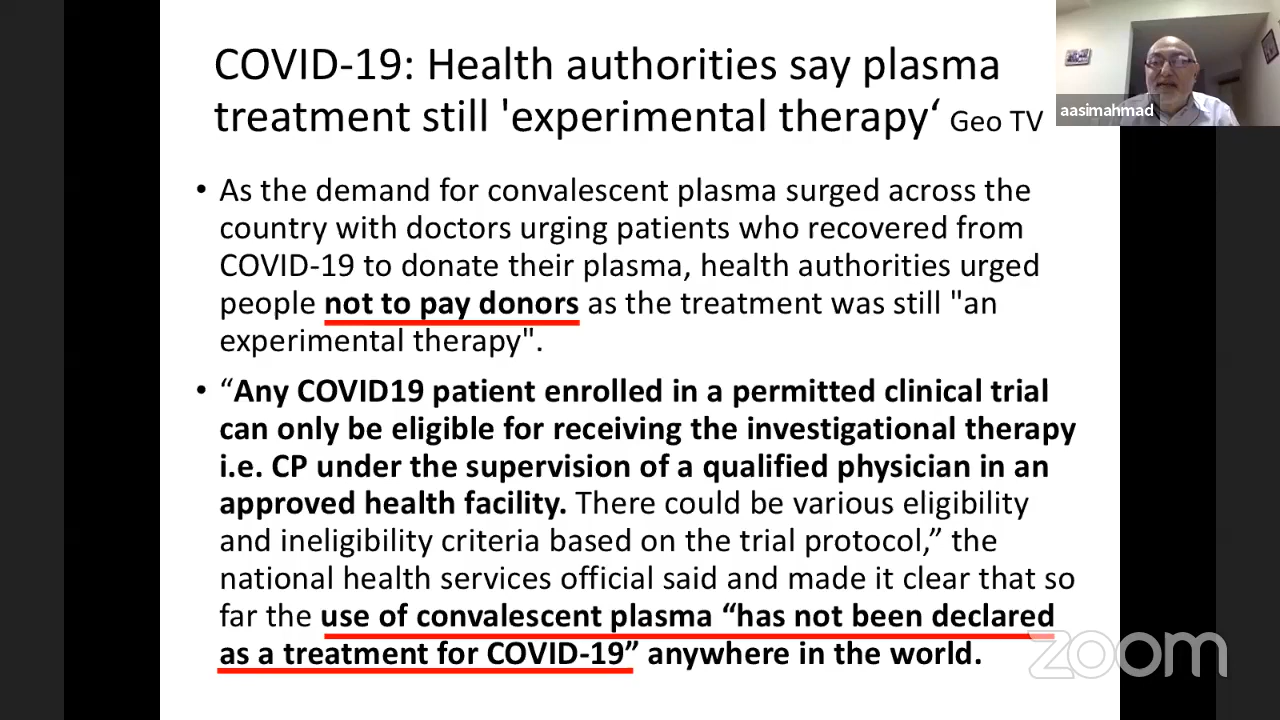 COVID-19: Health authorities say plasma
treatment still 'experimental therapy‘ Geo TV
aasimahmad
• As the demand for convalescent plasma surged across the
country with doctors urging patients who recovered from
COVID-19 to donate their plasma, health authorities urged
people not to pay donors as the treatment was still "an
experimental therapy".
• “Any COVID19 patient enrolled in a permitted clinical trial
can only be eligible for receiving the investigational therapy
i.e. CP under the supervision of a qualified physician in an
approved health facility. There could be various eligibility
and ineligibility criteria based on the trial protocol,” the
national health services official said and made it clear that so
far the use of convalescent plasma “has not been declared
as a treatment for COVID-19” anywhere in the world.
zoom